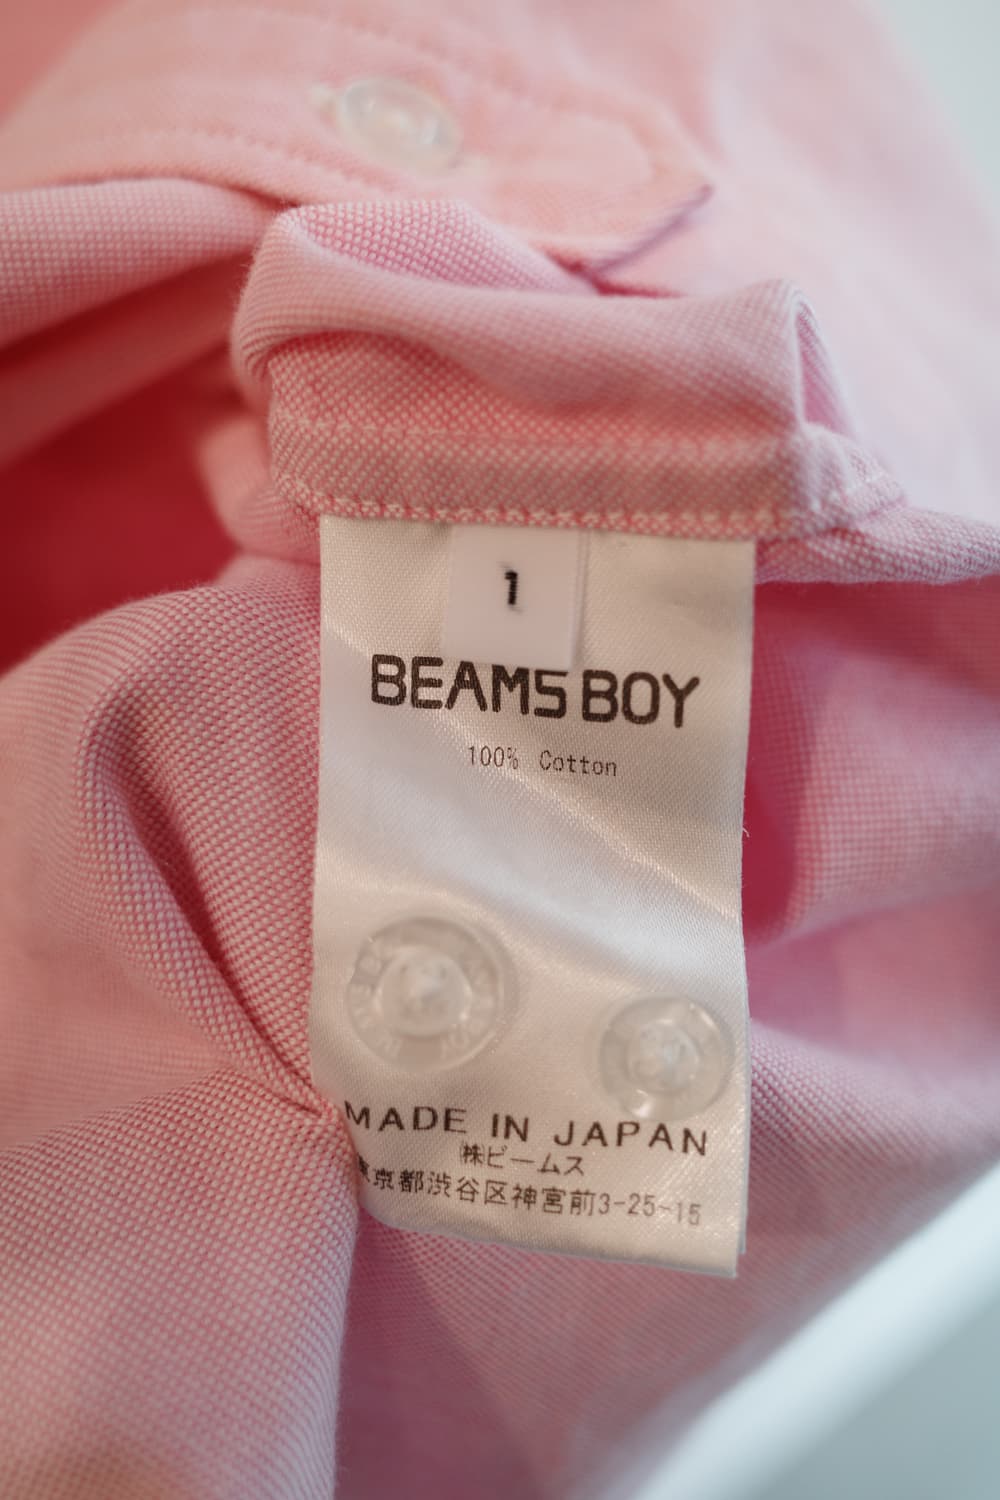 1
BEAMS BOY
100% Cotton
MADE IN JAPAN
㈱ビームス
東京都渋谷区神宮前3-25-15